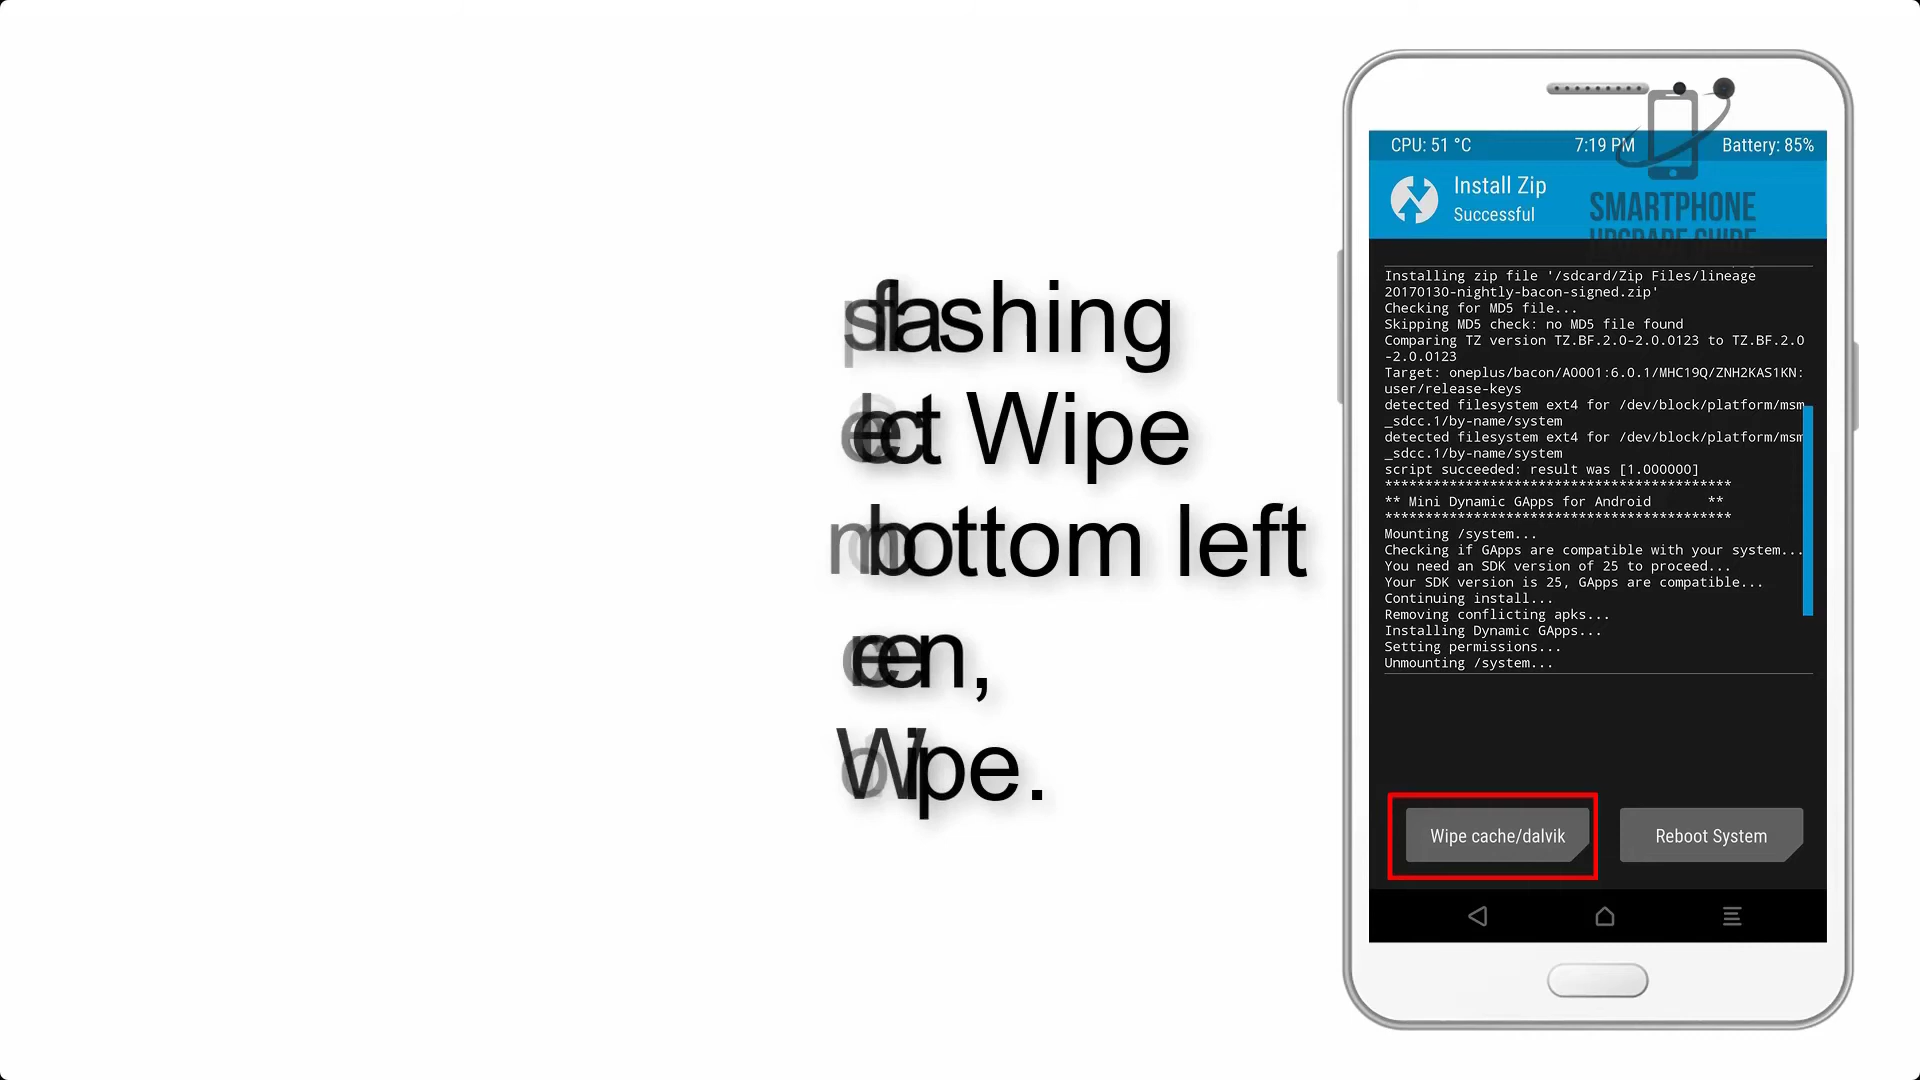 flashing
Wipe
bottom left
Wipe.
CPU: 51 °C
7:19 PM
Battery: 85%
Install Zip
Successful
SMARTPHONE
UPGRADE GUIDE
Installing zip file '/sdcard/Zip Files/lineage
20170130-nightly-bacon-signed.zip'
Checking for MD5 file...
Skipping MD5 check: no MD5 file found
Comparing TZ version TZ.BF.2.0-2.0.0123 to TZ.BF.2.0
-2.0.0123
Target: oneplus/bacon/A0001:6.0.1/MHC19Q/ZNH2KAS1KN:
user/release-keys
detected filesystem ext4 for /dev/block/platform/msm
_sdcc.1/by-name/system
detected filesystem ext4 for /dev/block/platform/msm
_sdcc.1/by-name/system
script succeeded: result was [1.000000]
*******************************************
** Mini Dynamic GApps for Android       **
*******************************************
Mounting /system...
Checking if GApps are compatible with your system...
You need an SDK version of 25 to proceed...
Your SDK version is 25, GApps are compatible...
Continuing install...
Removing conflicting apks...
Installing Dynamic GApps...
Setting permissions...
Unmounting /system...
Wipe cache/dalvik
Reboot System